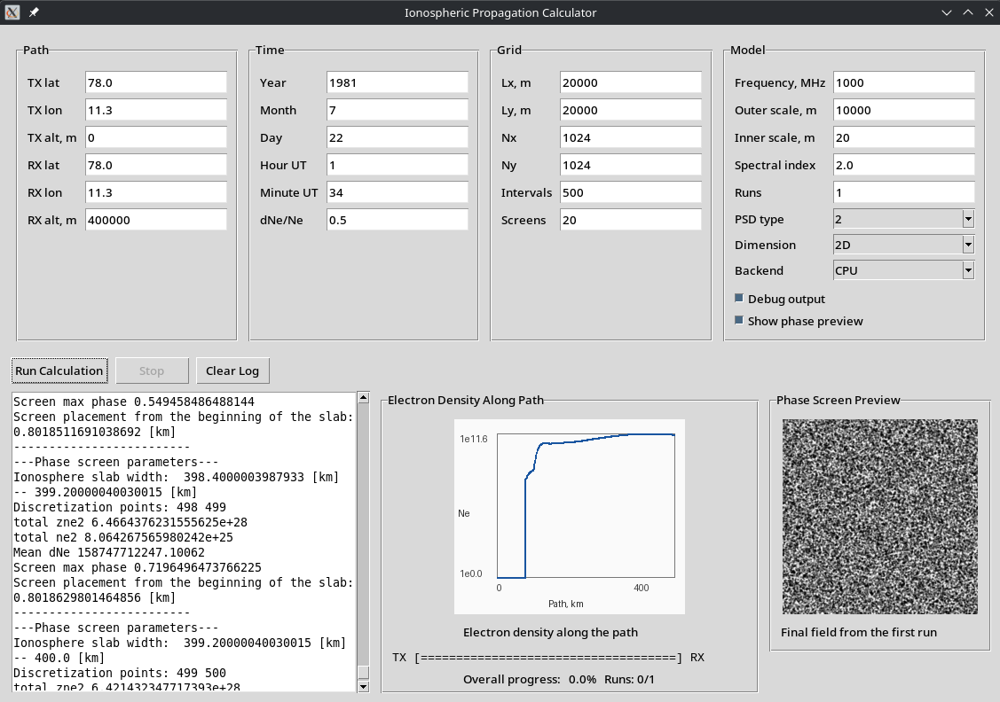 Ionospheric Propagation Calculator
Path
TX lat 78.0
TX lon 11.3
TX alt, m 0
RX lat 78.0
RX lon 11.3
RX alt, m 400000
Time
Year 1981
Month 7
Day 22
Hour UT 1
Minute UT 34
dNe/Ne 0.5
Grid
Lx, m 20000
Ly, m 20000
Nx 1024
Ny 1024
Intervals 500
Screens 20
Model
Frequency, MHz 1000
Outer scale, m 10000
Inner scale, m 20
Spectral index 2.0
Runs 1
PSD type 2
Dimension 2D
Backend CPU
Debug output
Show phase preview
Run Calculation Stop Clear Log
Screen max phase 0.549458486488144
Screen placement from the beginning of the slab:
0.8018511691038692 [km]
-------------------------
---Phase screen parameters---
Ionosphere slab width:  398.4000003987933 [km]
-- 399.20000040030015 [km]
Discretization points: 498 499
total zne2 6.4664376231555625e+28
total ne2 8.064267565980242e+25
Mean dNe 158747712247.10062
Screen max phase 0.7196496473766225
Screen placement from the beginning of the slab:
0.8018629801464856 [km]
-------------------------
---Phase screen parameters---
Ionosphere slab width:  399.20000040030015 [km]
-- 400.0 [km]
Discretization points: 499 500
total zne2 6.421432347717393e+28
Electron Density Along Path
1e11.6
Ne
1e0.0
0 400
Path, km
Electron density along the path
TX [====================================] RX
Overall progress: 0.0% Runs: 0/1
Phase Screen Preview
Final field from the first run